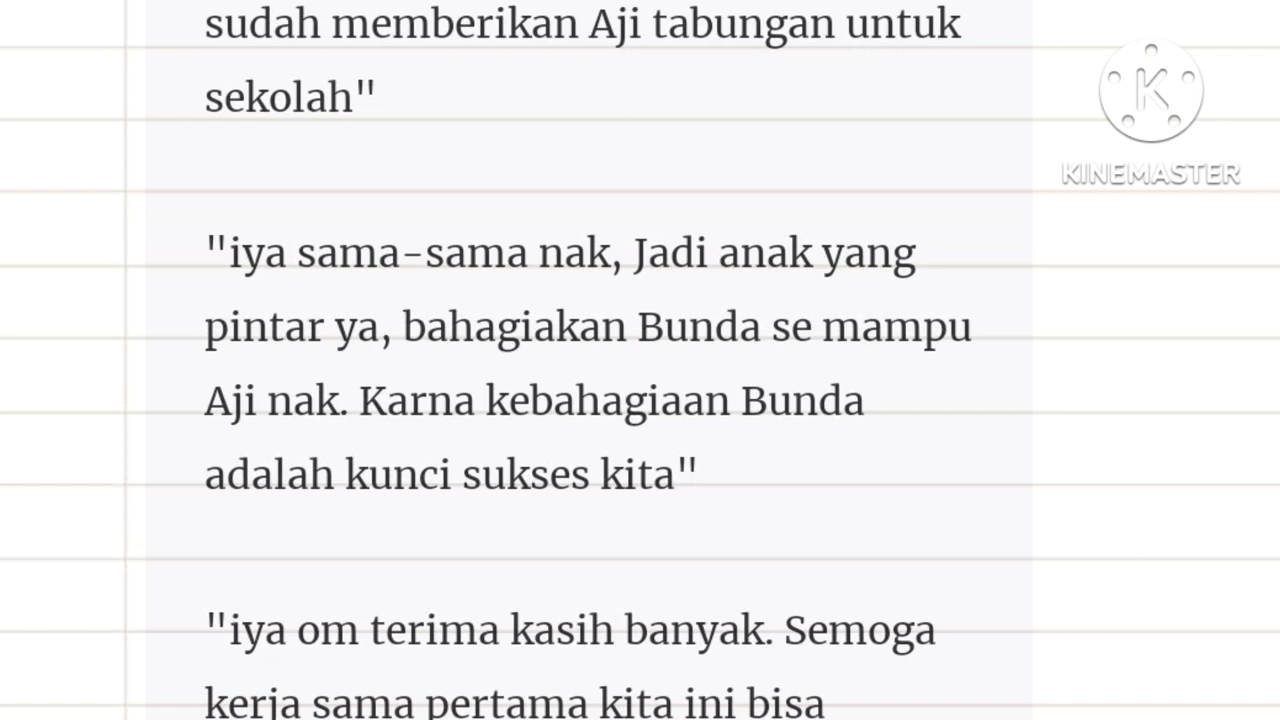 sudah memberikan Aji tabungan untuk
sekolah"
K
KINEMASTER
"iya sama-sama nak, Jadi anak yang
pintar ya, bahagiakan Bunda se mampu
Aji nak. Karna kebahagiaan Bunda
adalah kunci sukses kita"
"iya om terima kasih banyak. Semoga
kerja sama pertama kita ini bisa